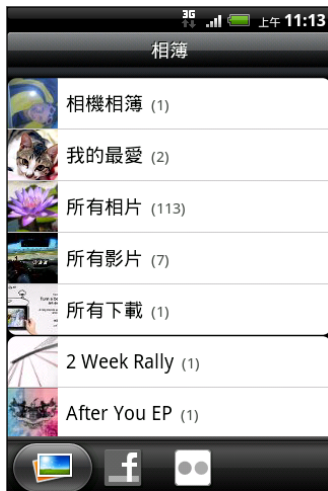 3G 上午 11:13
相簿
相機相簿 (1)
我的最愛 (2)
所有相片 (113)
所有影片 (7)
所有下載 (1)
2 Week Rally (1)
After You EP (1)
f